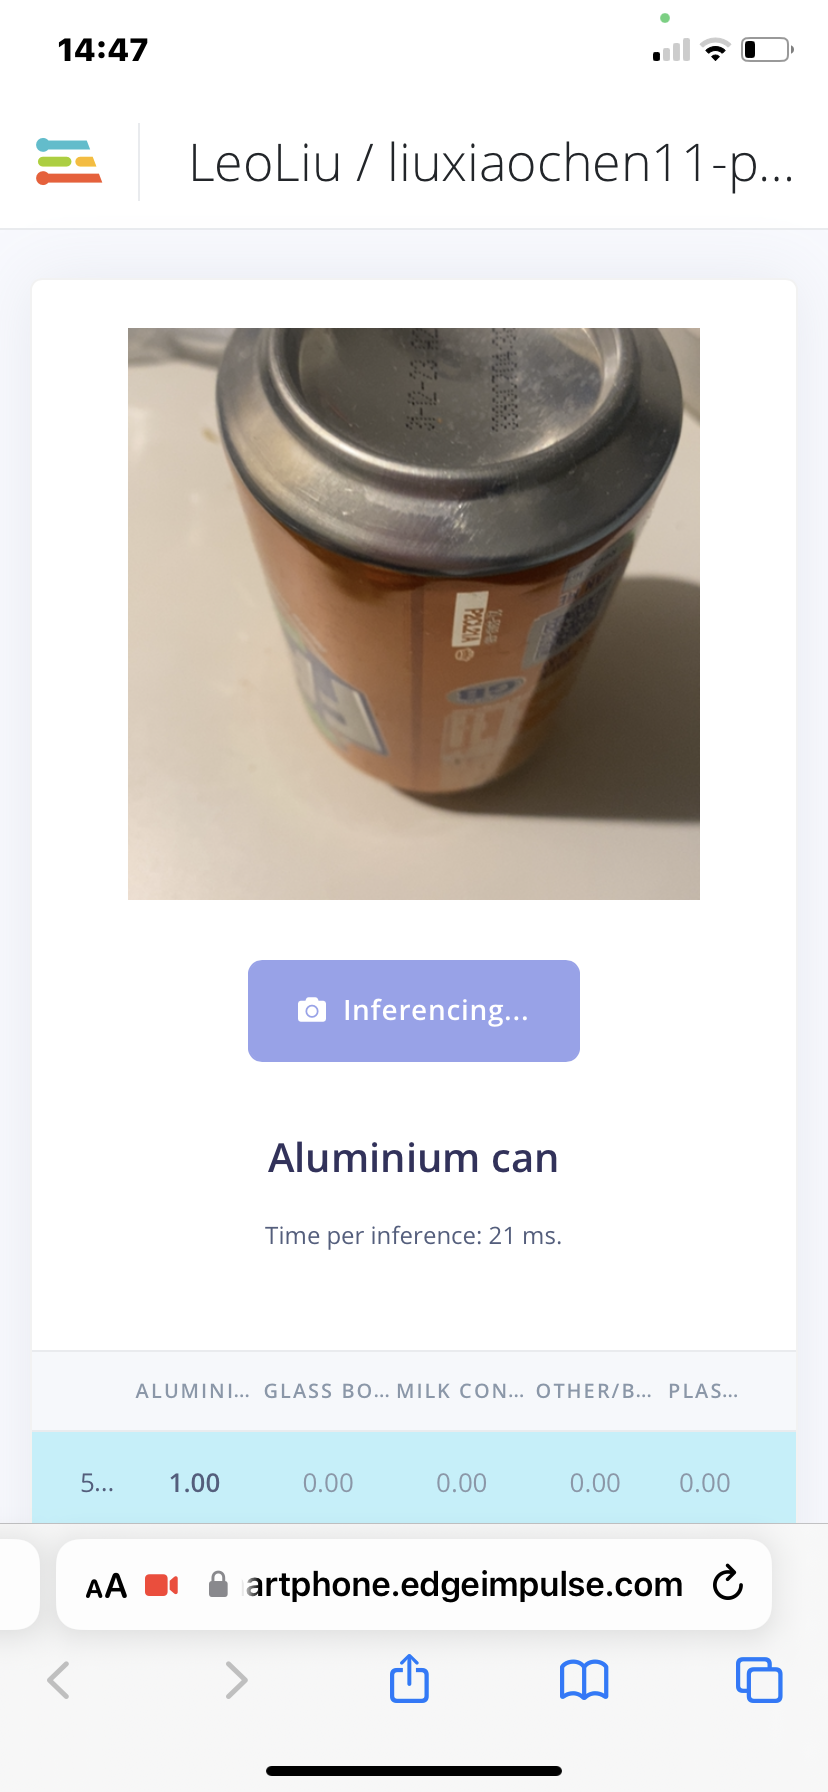 14:47
LeoLiu / liuxiaochen11-p...
Inferencing...
Aluminium can
Time per inference: 21 ms.
ALUMINI... GLASS BO... MILK CON... OTHER/B... PLAS...
5... 1.00 0.00 0.00 0.00 0.00
AA artphone.edgeimpulse.com